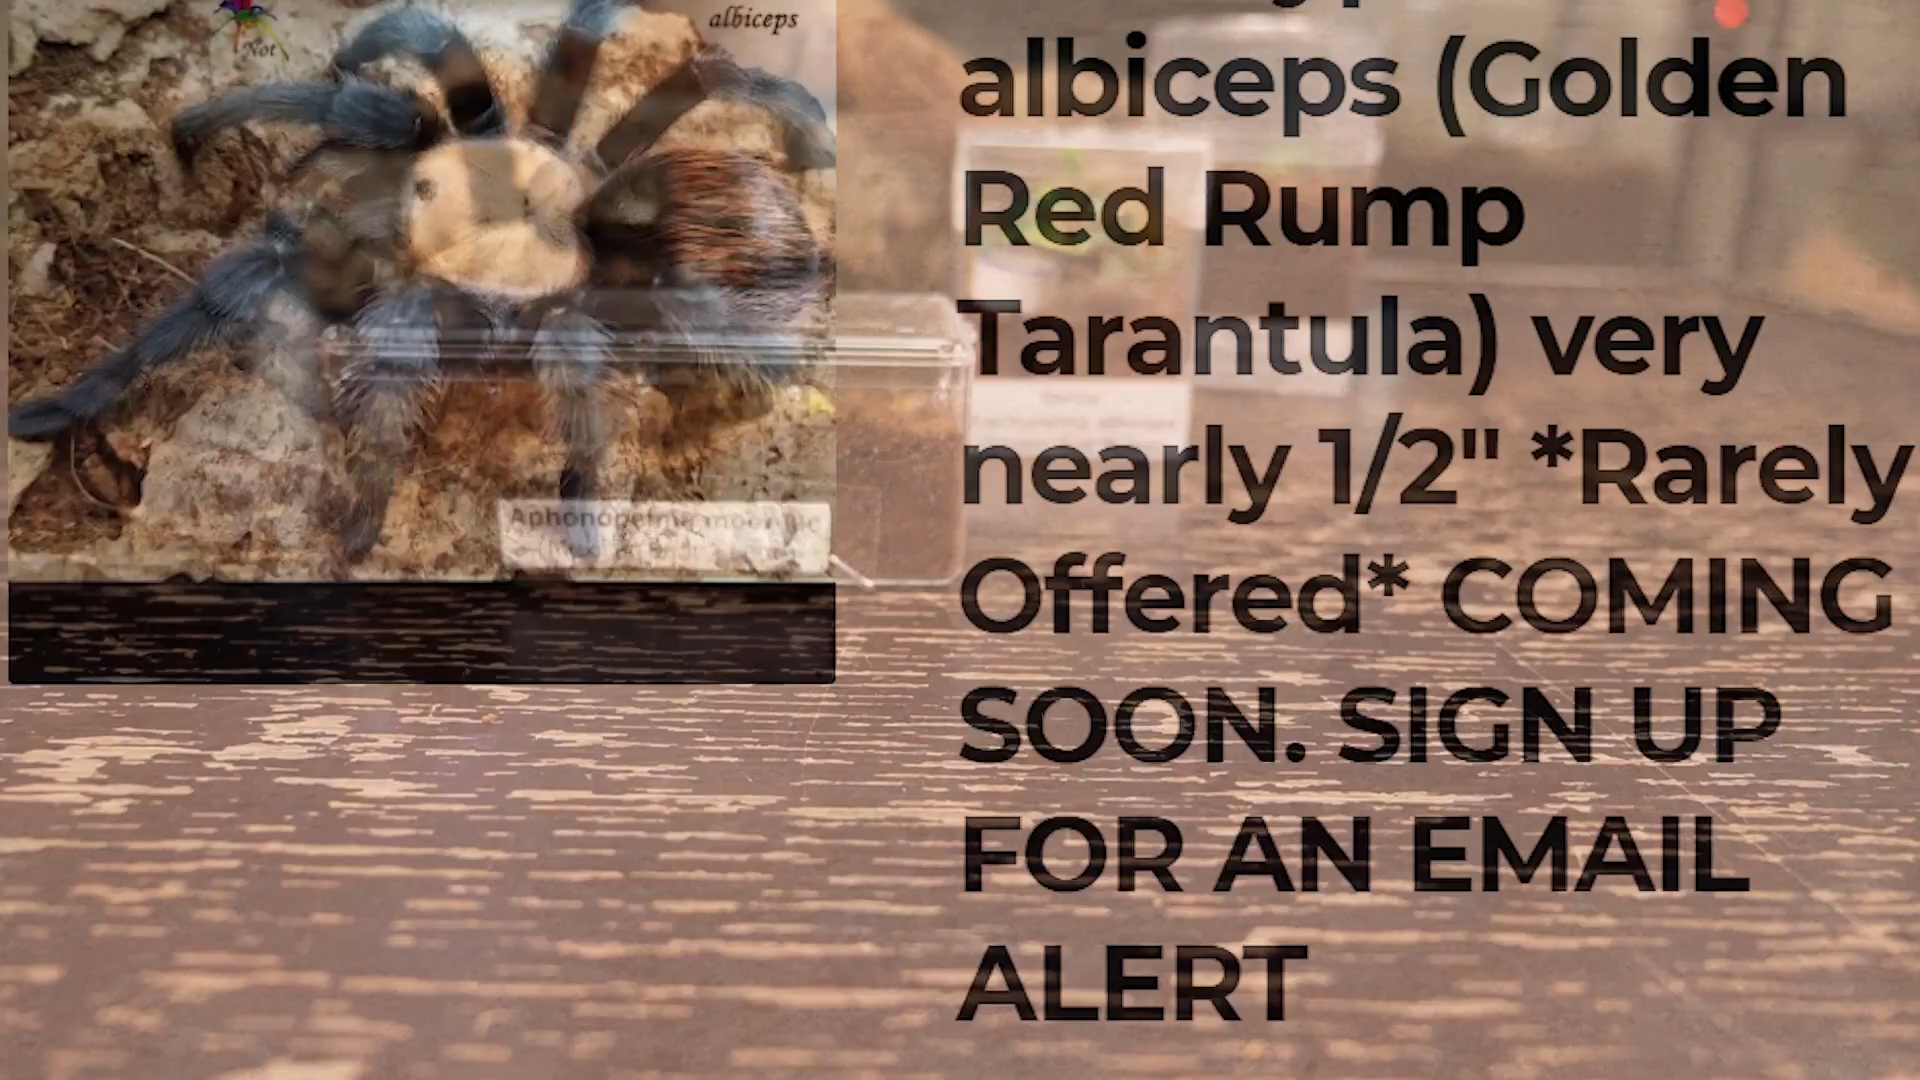 Not
albiceps
albiceps (Golden
Red Rump
Tarantula) very
nearly 1/2" *Rarely
Offered* COMING
SOON. SIGN UP
FOR AN EMAIL
ALERT